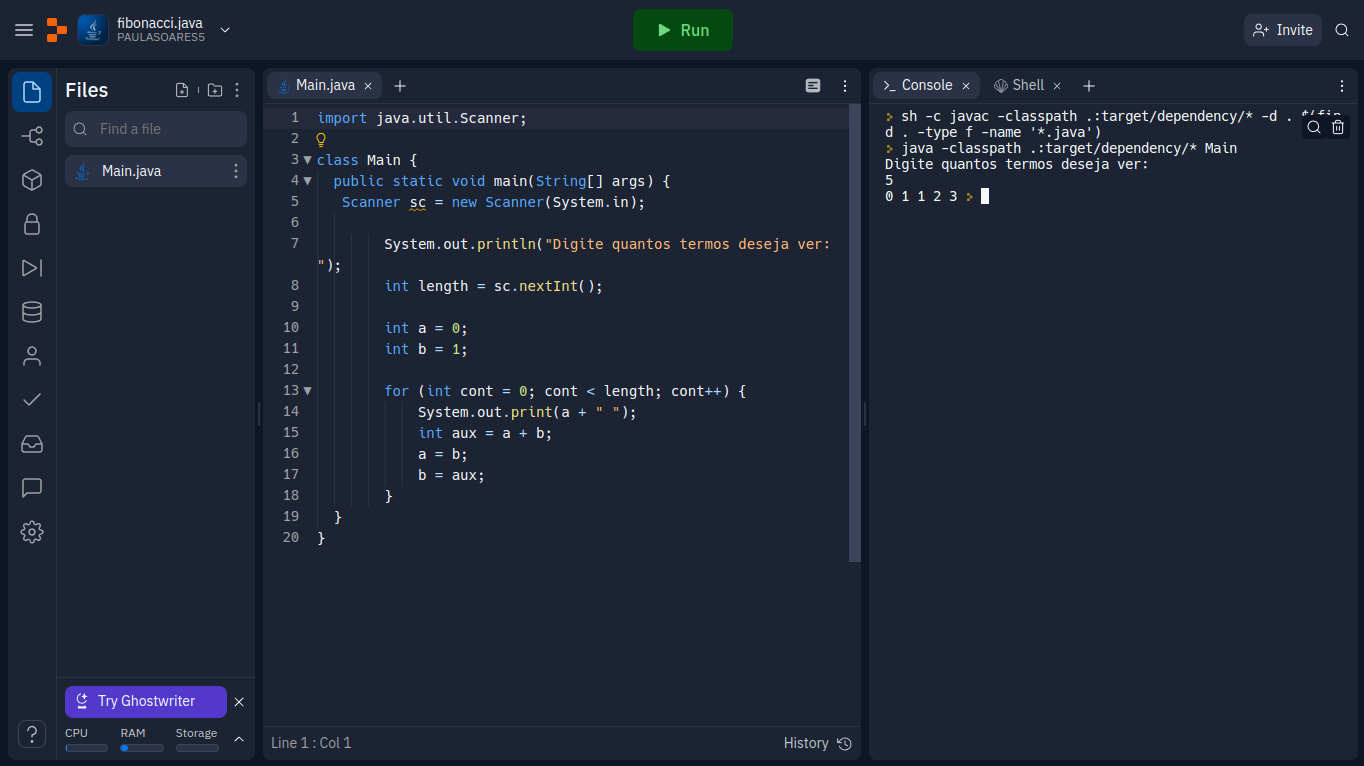 fibonacci.java
PAULASOARES5
Run
Invite
Files
Find a file
Main.java
Try Ghostwriter
CPU RAM Storage
Main.java
1 import java.util.Scanner;
2
3 class Main {
4 public static void main(String[] args) {
5 Scanner sc = new Scanner(System.in);
6
7 System.out.println("Digite quantos termos deseja ver:
");
8 int length = sc.nextInt();
9
10 int a = 0;
11 int b = 1;
12
13 for (int cont = 0; cont < length; cont++) {
14 System.out.print(a + " ");
15 int aux = a + b;
16 a = b;
17 b = aux;
18 }
19 }
20 }
Line 1 : Col 1
History
Console Shell
sh -c javac -classpath .:target/dependency/* -d . $(fin
d . -type f -name '*.java')
java -classpath .:target/dependency/* Main
Digite quantos termos deseja ver:
5
0 1 1 2 3